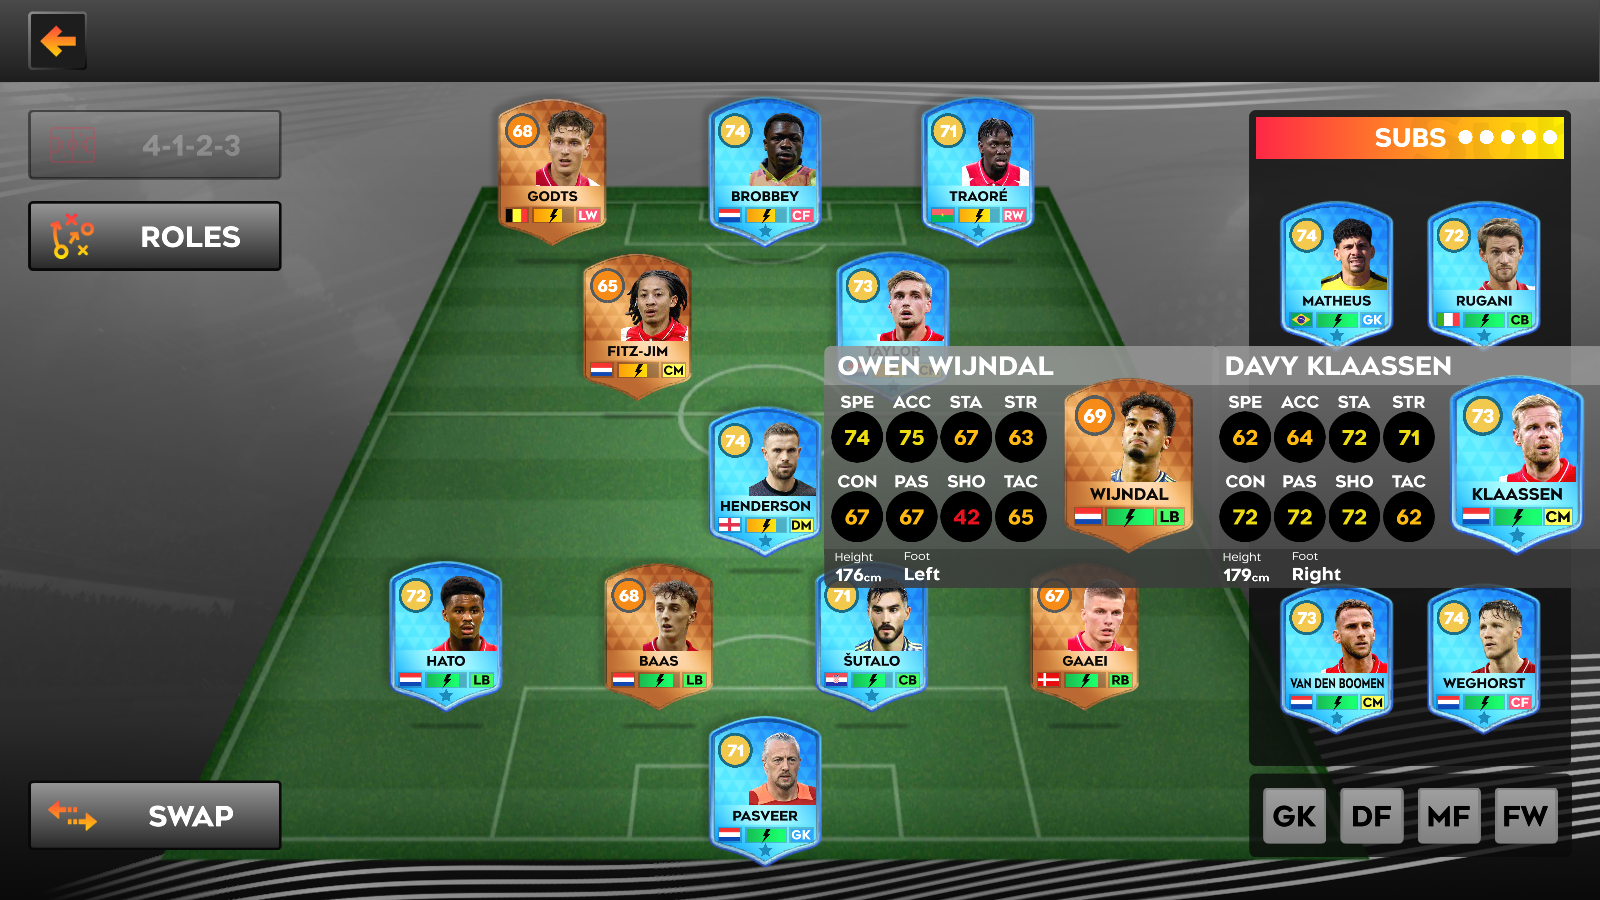 4-1-2-3
ROLES
SWAP
68
GODTS
LW
74
BROBBEY
CF
71
TRAORÉ
RW
65
FITZ-JIM
CM
73
TAYLOR
74
HENDERSON
DM
72
HATO
LB
68
BAAS
LB
71
ŠUTALO
CB
67
GAAEI
RB
71
PASVEER
GK
SUBS
74
MATHEUS
GK
72
RUGANI
CB
OWEN WIJNDAL
SPE ACC STA STR
74 75 67 63
CON PAS SHO TAC
67 67 42 65
Height Foot
176cm Left
69
WIJNDAL
LB
DAVY KLAASSEN
SPE ACC STA STR
62 64 72 71
CON PAS SHO TAC
72 72 72 62
Height Foot
179cm Right
73
KLAASSEN
CM
73
VAN DEN BOOMEN
CM
74
WEGHORST
CF
GK DF MF FW